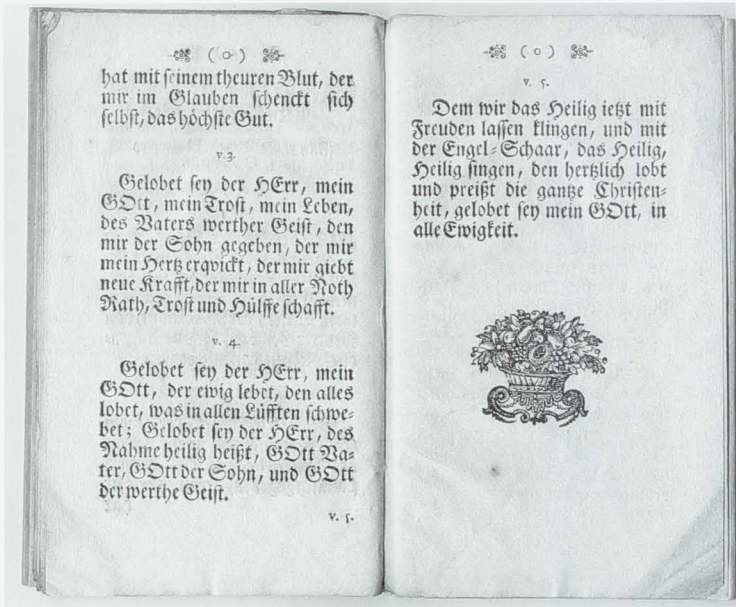 ( o )
hat mit seinem theuren Blut, der
mir im Glauben schenckt sich
selbst, das höchste Gut.
v. 3.
Gelobet sey der HErr, mein
GOtt, mein Trost, mein Leben,
des Vaters werther Geist, den
mir der Sohn gegeben, der mir
mein Hertz erqvickt, der mir giebt
neue Krafft, der mir in aller Noth
Rath, Trost und Hülffe schafft.
v. 4.
Gelobet sey der HErr, mein
GOtt, der ewig lebet, den alles
lobet, was in allen Lüfften schwe-
bet; Gelobet sey der HErr, des
Nahme heilig heißt, GOtt Va-
ter, GOtt der Sohn, und GOtt
der werthe Geist.
v. 5.
( o )
v. 5.
Dem wir das Heilig ietzt mit
Freuden lassen klingen, und mit
der Engel-Schaar, das Heilig,
Heilig singen, den hertzlich lobt
und preißt die gantze Christen-
heit, gelobet sey mein GOtt, in
alle Ewigkeit.